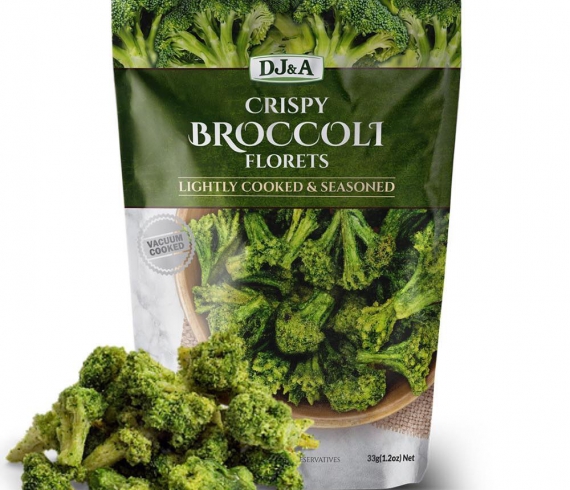 DJ&A
CRISPY
BROCCOLI
FLORETS
LIGHTLY COOKED & SEASONED
VACUUM
COOKED
33g(1.2oz) Net